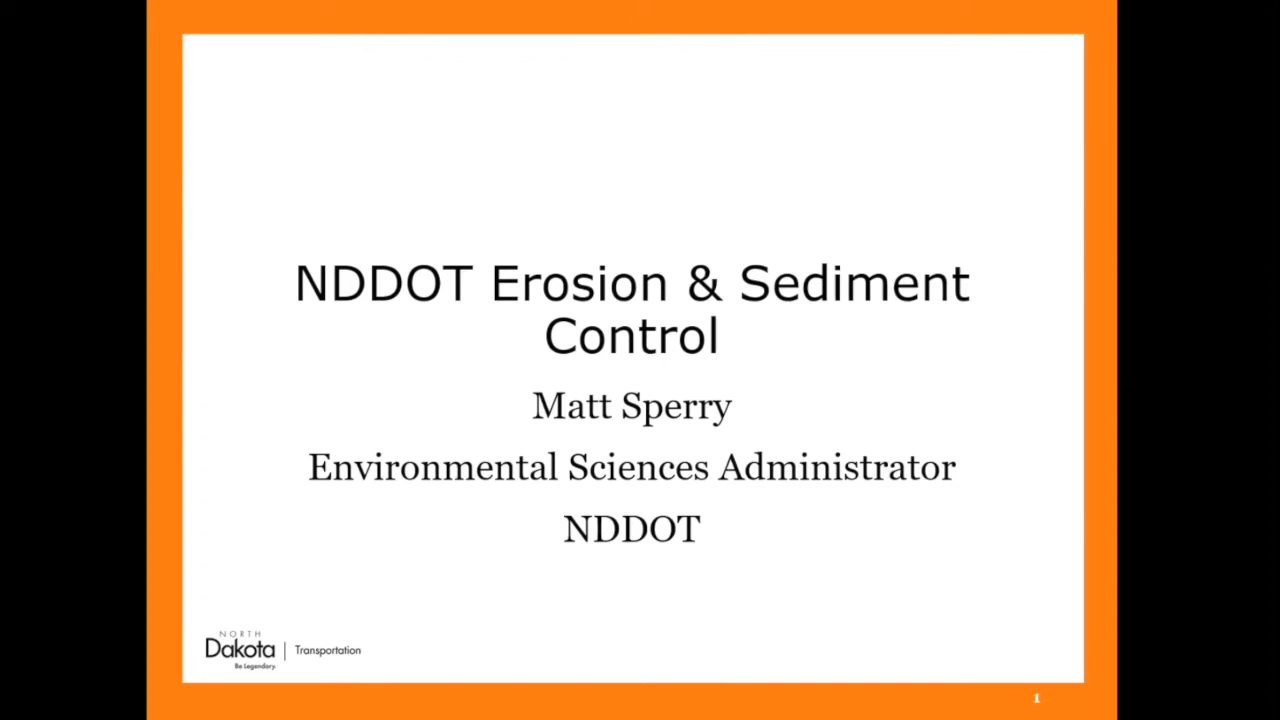 NDDOT Erosion & Sediment
Control
Matt Sperry
Environmental Sciences Administrator
NDDOT
NORTH
Dakota | Transportation
Be Legendary.
1